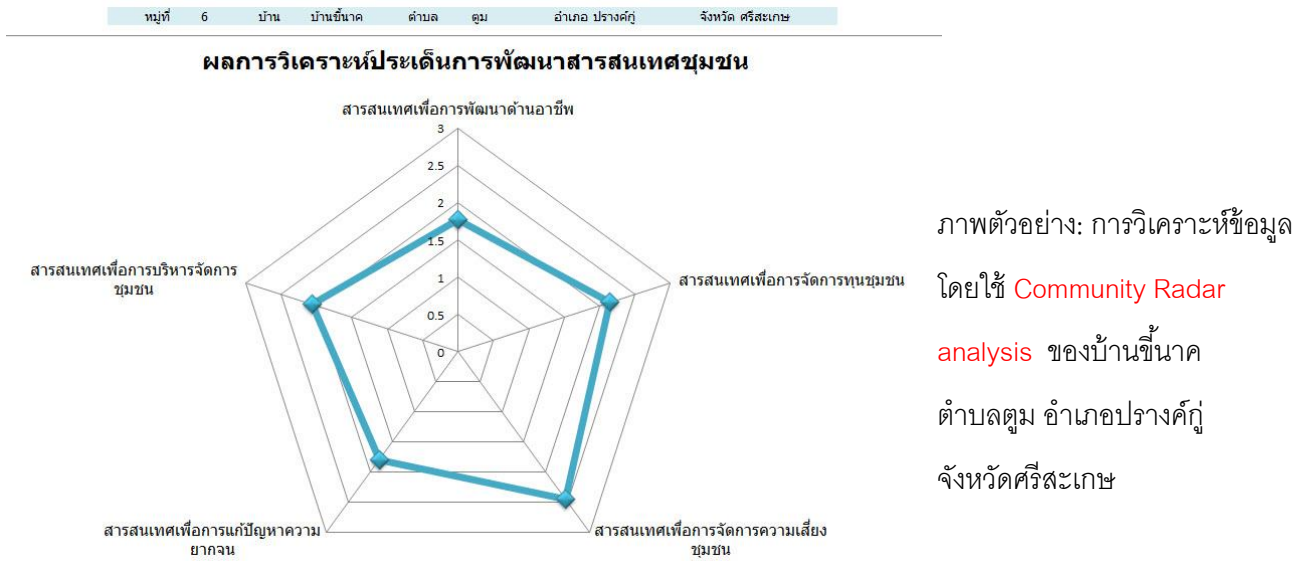 หมู่ที่ 6 บ้าน บ้านขี้นาค ตำบล ตูม อำเภอ ปรางค์กู่ จังหวัด ศรีสะเกษ
ผลการวิเคราะห์ประเด็นการพัฒนาสารสนเทศชุมชน
สารสนเทศเพื่อการพัฒนาด้านอาชีพ
3
2.5
2
1.5
1
0.5
0
สารสนเทศเพื่อการจัดการทุนชุมชน
สารสนเทศเพื่อการจัดการความเสี่ยง
ชุมชน
สารสนเทศเพื่อการแก้ปัญหาความ
ยากจน
สารสนเทศเพื่อการบริหารจัดการ
ชุมชน
ภาพตัวอย่าง: การวิเคราะห์ข้อมูล
โดยใช้ Community Radar
analysis ของบ้านขี้นาค
ตำบลตูม อำเภอปรางค์กู่
จังหวัดศรีสะเกษ